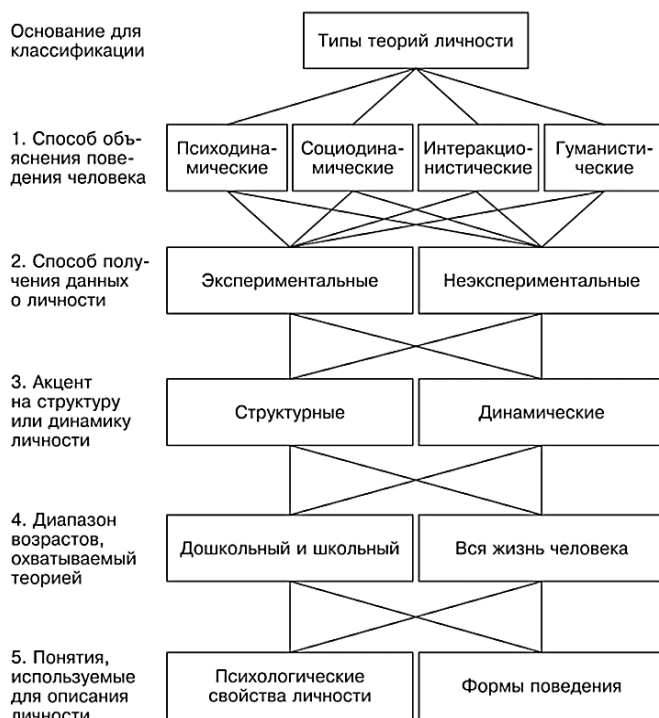 Основание для
классификации
Типы теорий личности
1. Способ объ-
яснения пове-
дения человека
Психодина-
мические
Социодина-
мические
Интеракцио-
нистические
Гуманисти-
ческие
2. Способ полу-
чения данных
о личности
Экспериментальные
Неэкспериментальные
3. Акцент
на структуру
или динамику
личности
Структурные
Динамические
4. Диапазон
возрастов,
охватываемый
теорией
Дошкольный и школьный
Вся жизнь человека
5. Понятия,
используемые
для описания
личности
Психологические
свойства личности
Формы поведения